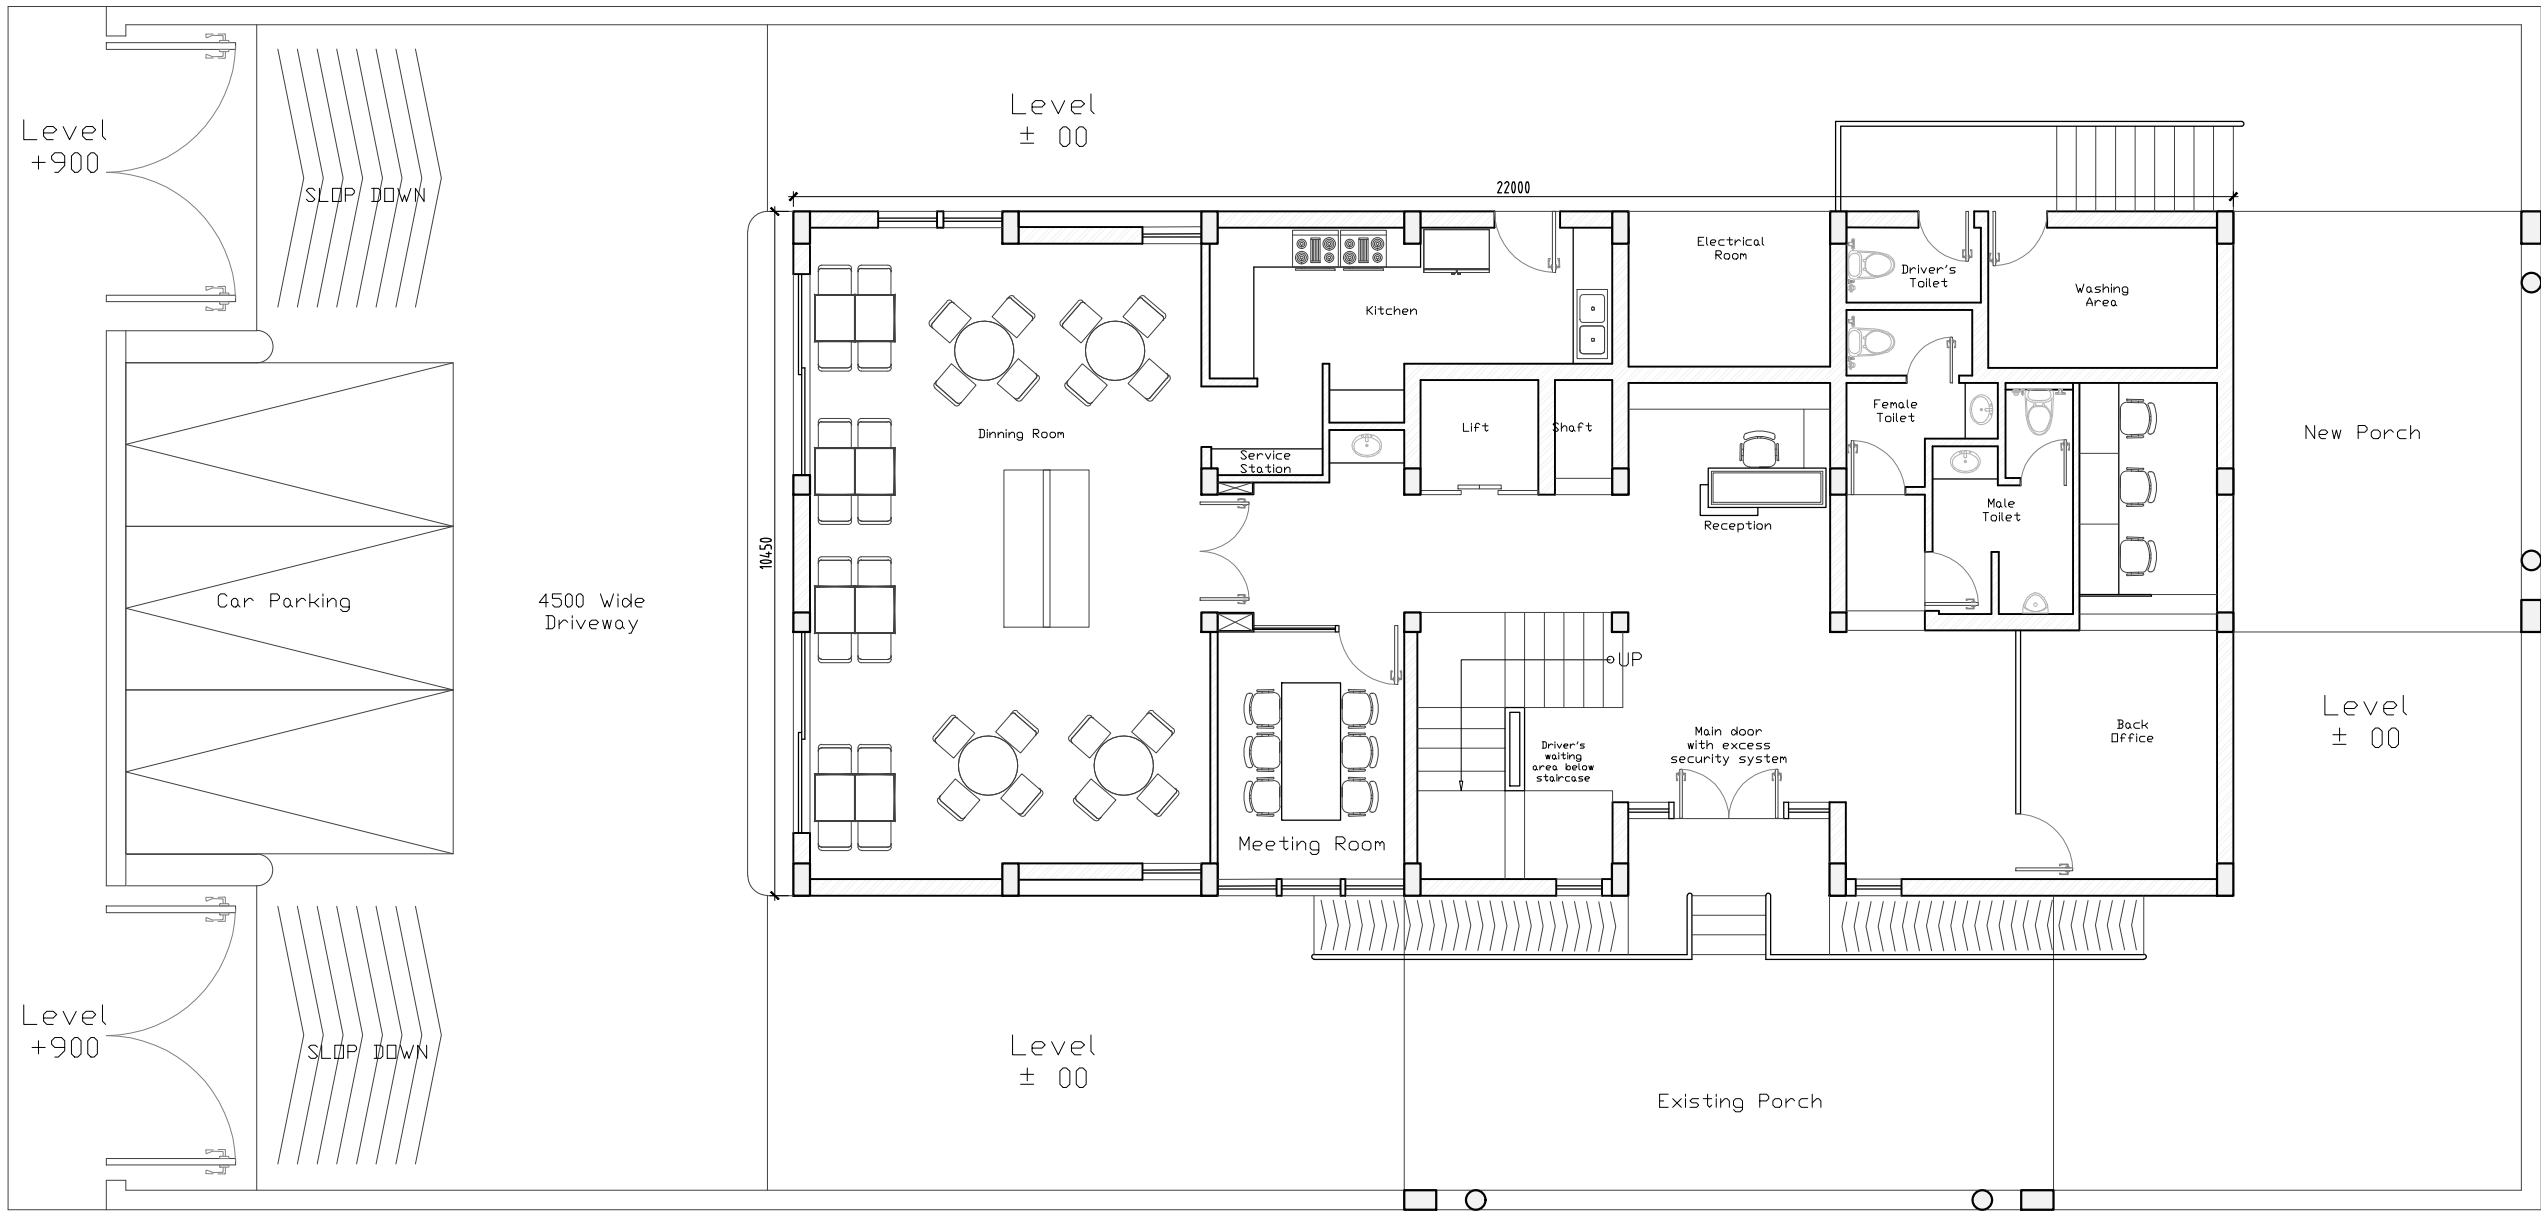 Level
± 00
Level
+900
SLOP DOWN
22000
Electrical
Room
Driver's
Toilet
Washing
Area
Kitchen
Female
Toilet
Lift
Shaft
Dinning Room
Service
Station
New Porch
Male
Toilet
Reception
10450
Car Parking
4500 Wide
Driveway
UP
Level
± 00
Back
Office
Main door
with excess
security system
Driver's
waiting
area below
staircase
Meeting Room
Level
+900
SLOP DOWN
Level
± 00
Existing Porch